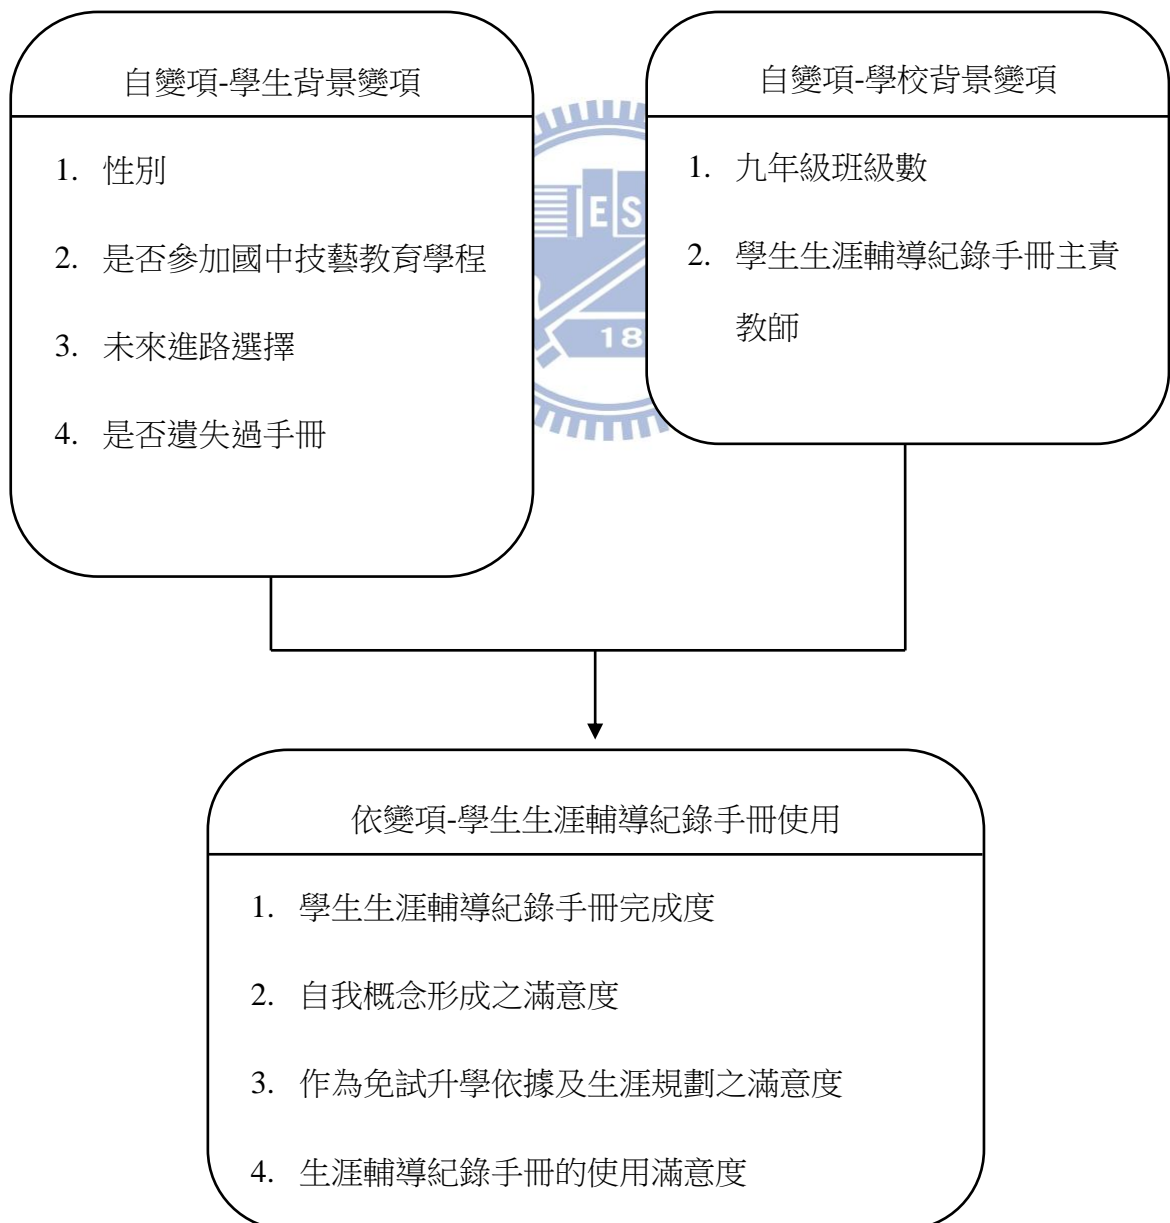 自變項-學生背景變項
1. 性別
2. 是否參加國中技藝教育學程
3. 未來進路選擇
4. 是否遺失過手冊
自變項-學校背景變項
1. 九年級班級數
2. 學生生涯輔導紀錄手冊主責
教師
ES
18
依變項-學生生涯輔導紀錄手冊使用
1. 學生生涯輔導紀錄手冊完成度
2. 自我概念形成之滿意度
3. 作為免試升學依據及生涯規劃之滿意度
4. 生涯輔導紀錄手冊的使用滿意度